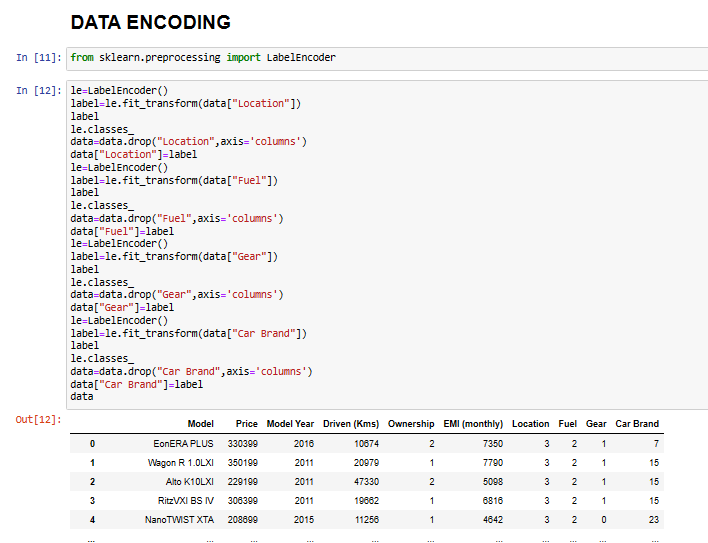 DATA ENCODING
In [11]: from sklearn.preprocessing import LabelEncoder
In [12]: le=LabelEncoder()
label=le.fit_transform(data["Location"])
label
le.classes_
data=data.drop("Location",axis='columns')
data["Location"]=label
le=LabelEncoder()
label=le.fit_transform(data["Fuel"])
label
le.classes_
data=data.drop("Fuel",axis='columns')
data["Fuel"]=label
le=LabelEncoder()
label=le.fit_transform(data["Gear"])
label
le.classes_
data=data.drop("Gear",axis='columns')
data["Gear"]=label
le=LabelEncoder()
label=le.fit_transform(data["Car Brand"])
label
le.classes_
data=data.drop("Car Brand",axis='columns')
data["Car Brand"]=label
data
Out[12]:
Model Price Model Year Driven (Kms) Ownership EMI (monthly) Location Fuel Gear Car Brand
0 EonERA PLUS 330399 2016 10674 2 7350 3 2 1 7
1 Wagon R 1.0LXI 350199 2011 20979 1 7790 3 2 1 15
2 Alto K10LXI 229199 2011 47330 2 5098 3 2 1 15
3 RitzVXI BS IV 306399 2011 19662 1 6816 3 2 1 15
4 NanoTWIST XTA 208699 2015 11256 1 4642 3 2 0 23
... ... ... ... ... ... ... ... ... ... ...